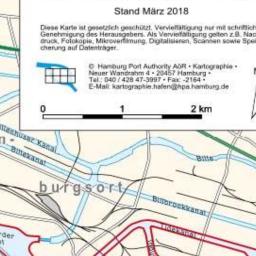 Stand März 2018
Diese Karte ist gesetzlich geschützt. Vervielfältigung nur mit schriftlich
Genehmigung des Herausgebers. Als Vervielfältigung gelten z.B. Nac
druck, Fotokopie, Mikroverfilmung, Digitalisieren, Scannen sowie Spei
cherung auf Datenträger.
© Hamburg Port Authority AöR • Kartographie •
Neuer Wandrahm 4 • 20457 Hamburg •
Tel.: 040 / 428 47-3997 • Fax: -2164 •
E-Mail: kartographie.hafen@hpa.hamburg.de
0 1 2 km
Billekanal
Bille
burgsort
Billbrookkanal
Tidekanal